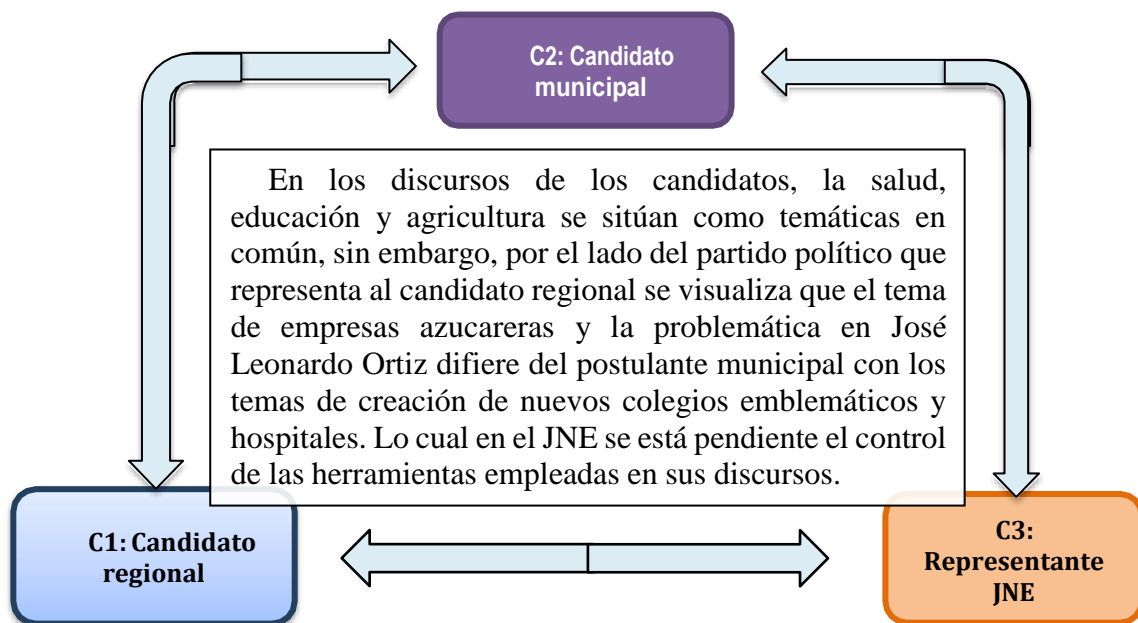 C2: Candidato
municipal
En los discursos de los candidatos, la salud,
educación y agricultura se sitúan como temáticas en
común, sin embargo, por el lado del partido político que
representa al candidato regional se visualiza que el tema
de empresas azucareras y la problemática en José
Leonardo Ortiz difiere del postulante municipal con los
temas de creación de nuevos colegios emblemáticos y
hospitales. Lo cual en el JNE se está pendiente el control
de las herramientas empleadas en sus discursos.
C1: Candidato
regional
C3:
Representante
JNE